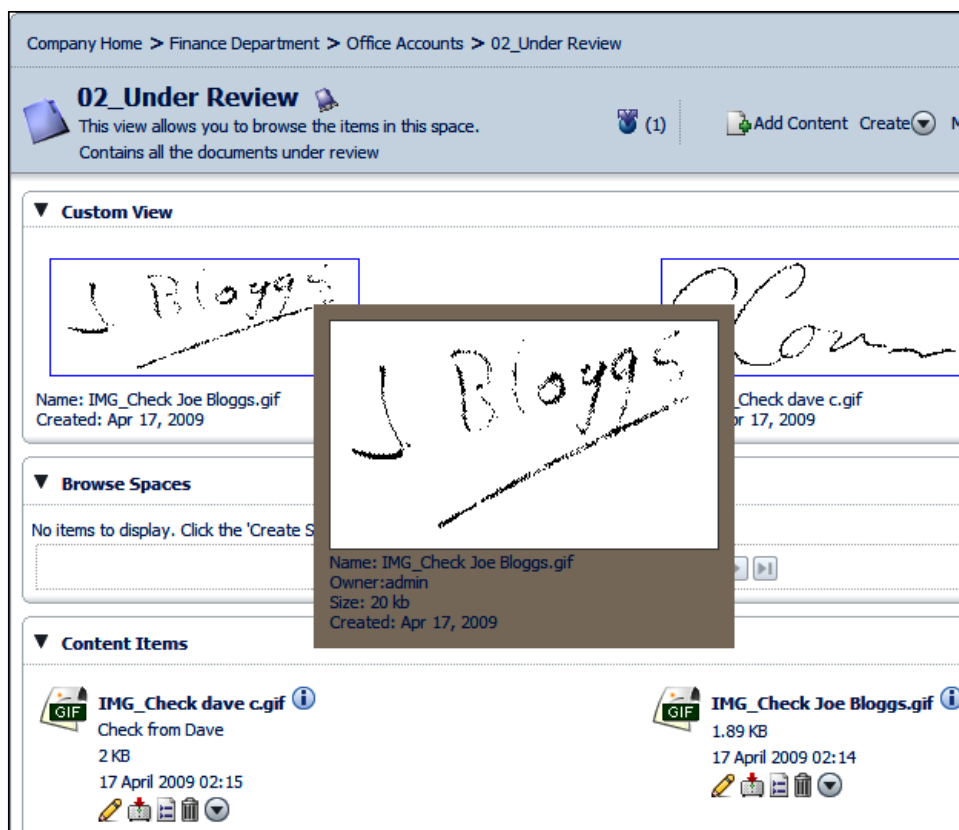 Company Home > Finance Department > Office Accounts > 02_Under Review
02_Under Review
This view allows you to browse the items in this space.
Contains all the documents under review
(1)
Add Content Create M
Custom View
J Bloggs
Name: IMG_Check Joe Bloggs.gif
Created: Apr 17, 2009
J Bloggs
Name: IMG_Check Joe Bloggs.gif
Owner:admin
Size: 20 kb
Created: Apr 17, 2009
_Check dave c.gif
pr 17, 2009
Browse Spaces
No items to display. Click the 'Create S
Content Items
GIF
IMG_Check dave c.gif
Check from Dave
2 KB
17 April 2009 02:15
GIF
IMG_Check Joe Bloggs.gif
1.89 KB
17 April 2009 02:14